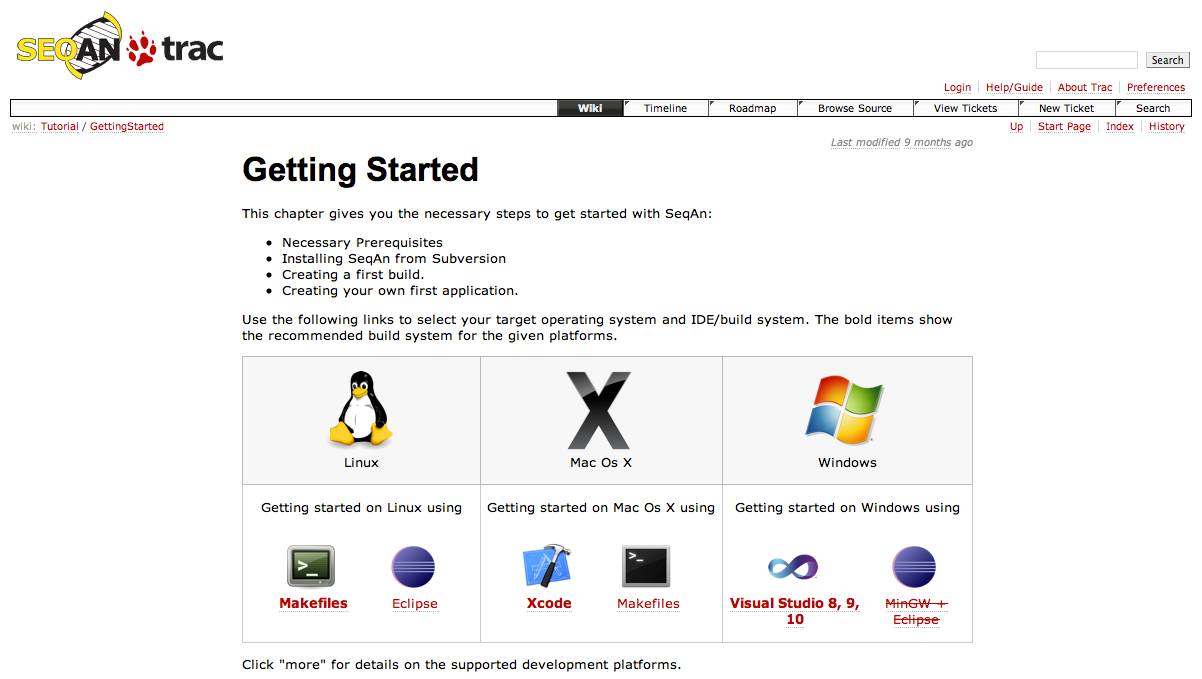 SEQAN trac
Search
Login Help/Guide About Trac Preferences
Wiki Timeline Roadmap Browse Source View Tickets New Ticket Search
wiki: Tutorial / GettingStarted
Up Start Page Index History
Last modified 9 months ago
Getting Started
This chapter gives you the necessary steps to get started with SeqAn:
• Necessary Prerequisites
• Installing SeqAn from Subversion
• Creating a first build.
• Creating your own first application.
Use the following links to select your target operating system and IDE/build system. The bold items show
the recommended build system for the given platforms.
Linux Mac Os X Windows
Getting started on Linux using Getting started on Mac Os X using Getting started on Windows using
Makefiles Eclipse Xcode Makefiles Visual Studio 8, 9, MinGW +
10 Eclipse
Click "more" for details on the supported development platforms.